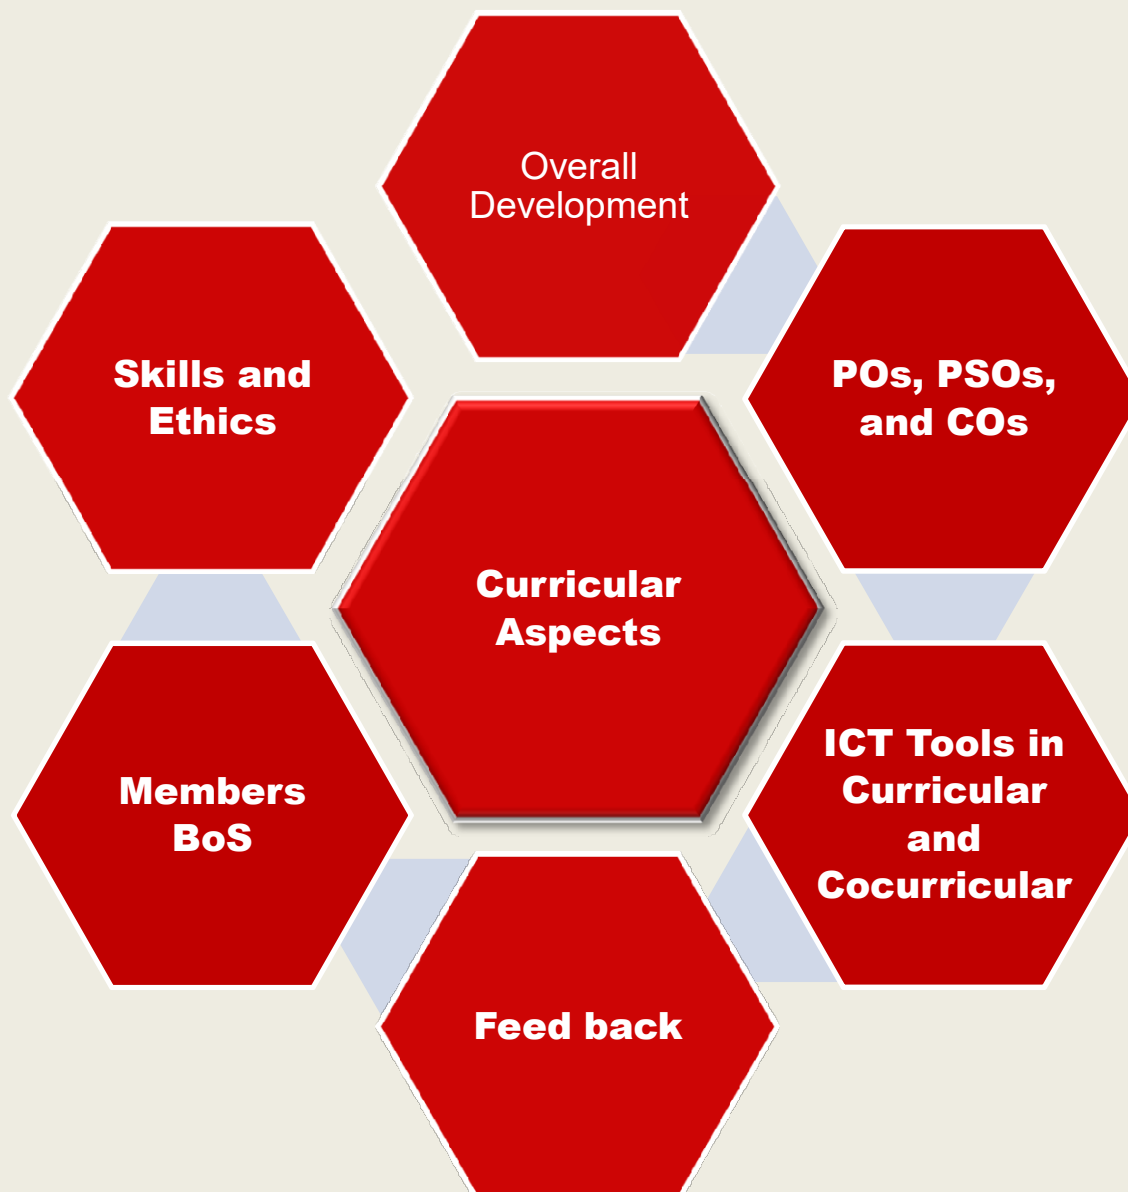 Overall
Development
Skills and
Ethics
POs, PSOs,
and COs
Curricular
Aspects
Members
BoS
ICT Tools in
Curricular
and
Cocurricular
Feed back